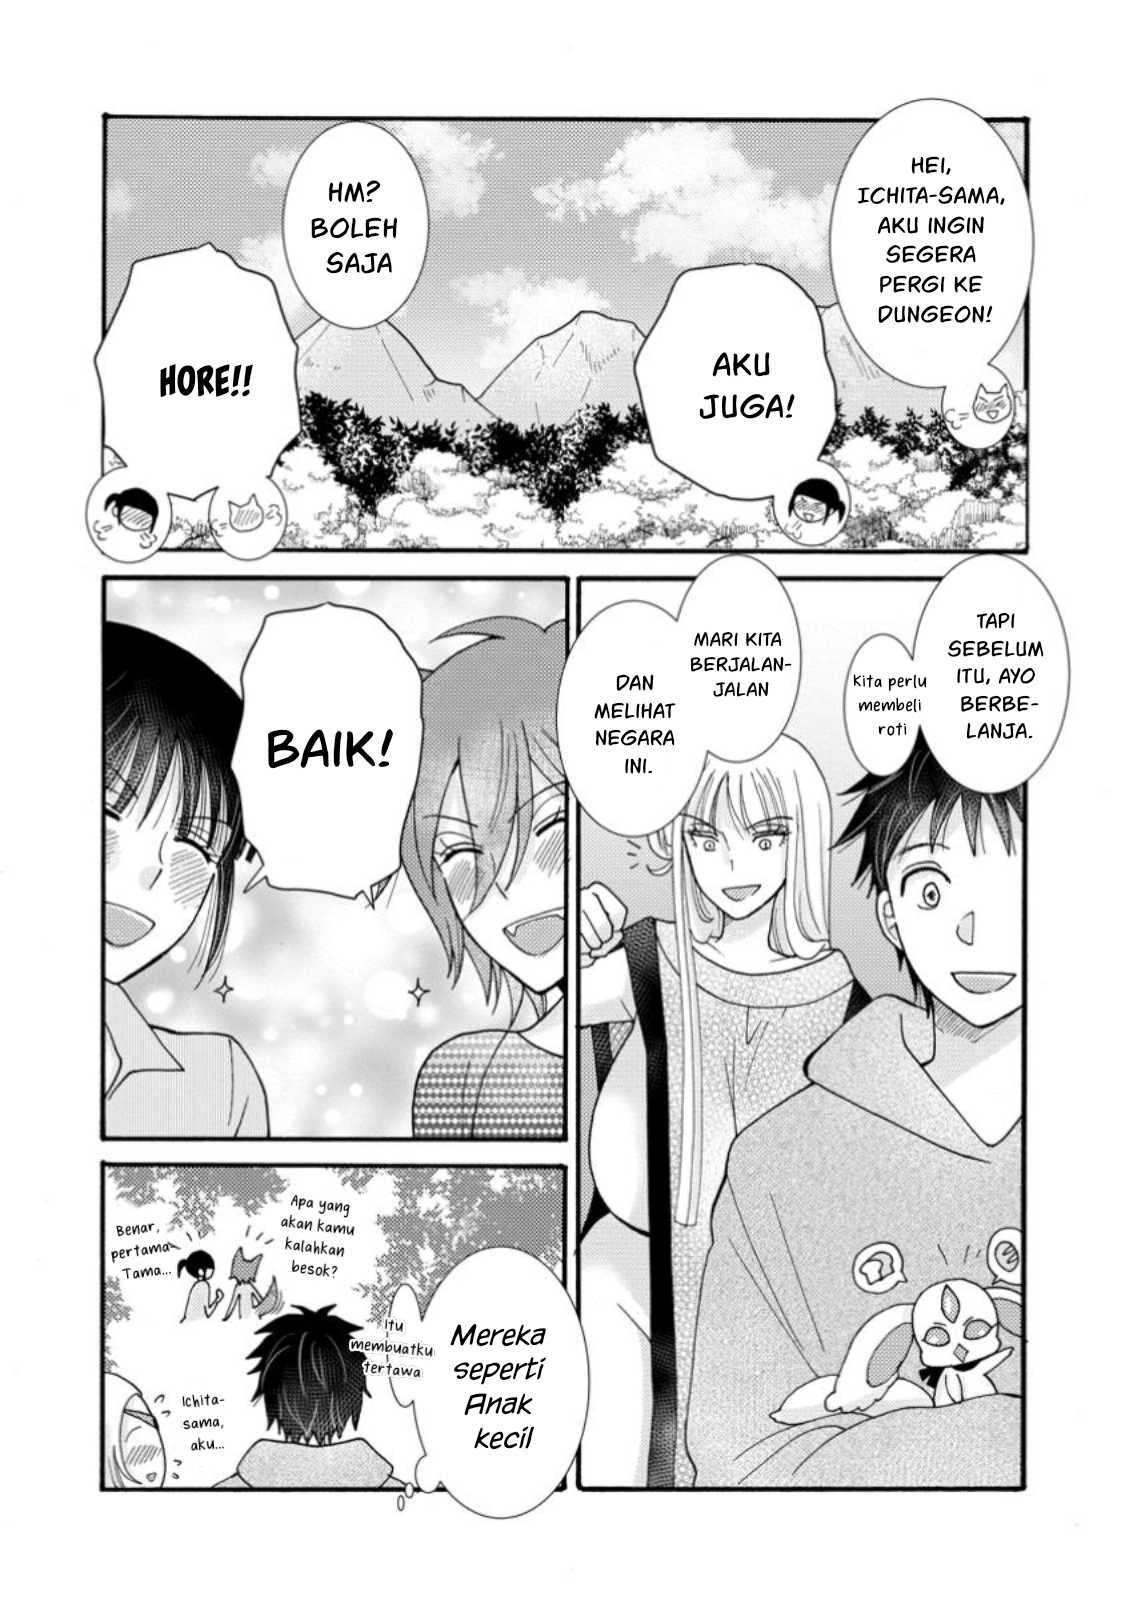 HEI,
ICHITA-SAMA,
AKU INGIN
SEGERA
PERGI KE
DUNGEON!
AKU
JUGA!
HM?
BOLEH
SAJA
HORE!!
TAPI
SEBELUM
ITU, AYO
BERBE-
LANJA.
Kita perlu
membeli
roti
MARI KITA
BERJALAN-
JALAN
DAN
MELIHAT
NEGARA
INI.
BAIK!
Apa yang
akan kamu
kalahkan
besok?
Benar,
pertama
Tama...
Mereka
seperti
Anak
kecil
Itu
membuatku
tertawa
Ichita-
sama,
aku...